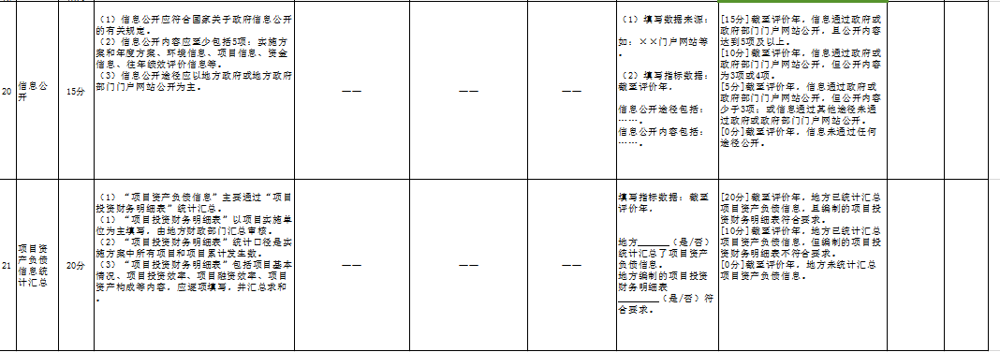 20
信息公
开
15分
（1）信息公开应符合国家关于政府信息公开
的有关规定。
（2）信息公开内容应至少包括5项：实施方
案和年度方案、环境信息、项目信息、资金
信息、往年绩效评价信息等。
（3）信息公开途径应以地方政府或地方政府
部门门户网站公开为主。
——
——
——
（1）填写数据来源：
如：××门户网站等
。
（2）填写指标数据：
截至评价年，
信息公开途径包括：
……。
信息公开内容包括：
……。
[15分]截至评价年，信息通过政府或
政府部门门户网站公开，且公开内容
达到5项及以上。
[10分]截至评价年，信息通过政府或
政府部门门户网站公开，但公开内容
为3项或4项。
[5分]截至评价年，信息通过政府或
政府部门门户网站公开，但公开内容
少于3项；或信息通过其他途径未通
过政府或政府部门门户网站公开。
[0分]截至评价年，信息未通过任何
途径公开。
21
项目资
产负债
信息统
计汇总
20分
（1）“项目资产负债信息”主要通过“项目
投资财务明细表”统计汇总。
（1）“项目投资财务明细表”以项目实施单
位为主填写，由地方财政部门汇总审核。
（2）“项目投资财务明细表”统计口径是实
施方案中所有项目和项目累计发生数。
（3）“项目投资财务明细表”包括项目基本
情况、项目投资效率、项目融资效率、项目
资产构成等内容，应逐项填写，并汇总求和
。
——
——
——
填写指标数据：截至
评价年，
地方______（是/否）
统计汇总了项目资产
负债信息。
地方编制的项目投资
财务明细表
________（是/否）符
合要求。
[20分]截至评价年，地方已统计汇总
项目资产负债信息，且编制的项目投
资财务明细表符合要求。
[10分]截至评价年，地方已统计汇总
项目资产负债信息，但编制的项目投
资财务明细表不符合要求。
[0分]截至评价年，地方未统计汇总
项目资产负债信息。